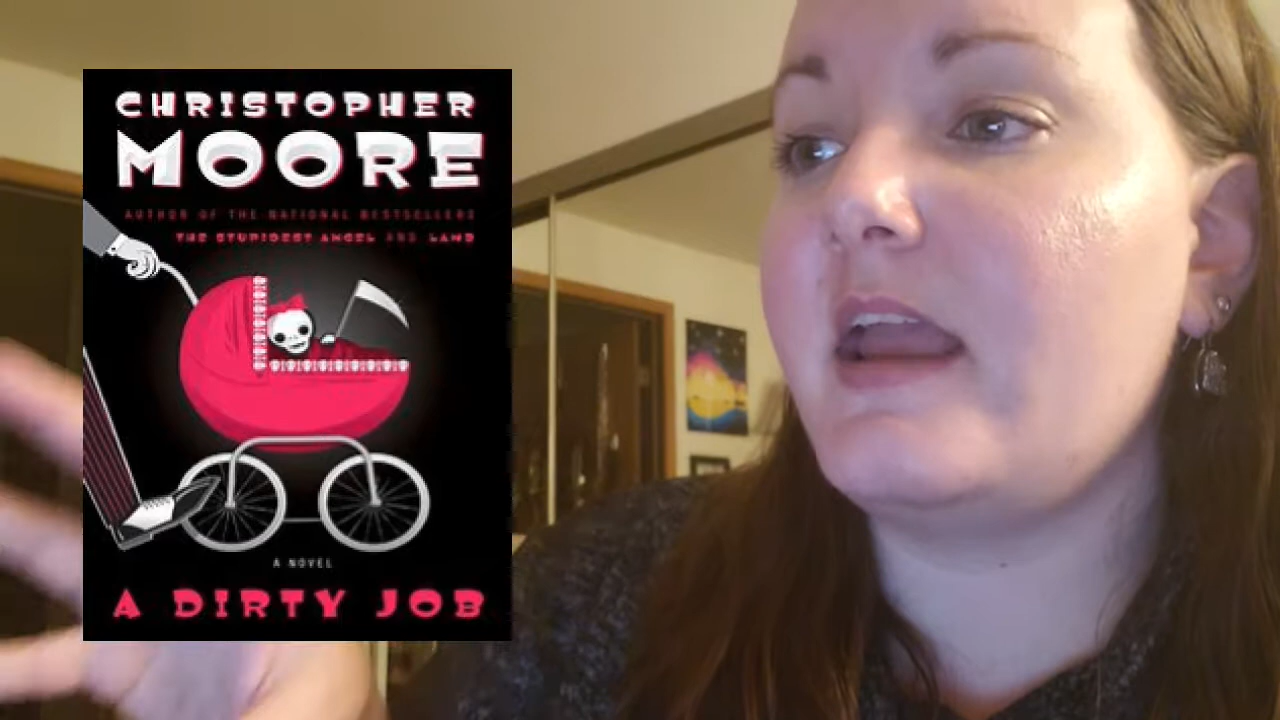 CHRISTOPHER
MOORE
AUTHOR OF THE NATIONAL BESTSELLERS
THE STUPIDEST ANGEL AND LAMB
A NOVEL
A DIRTY JOB